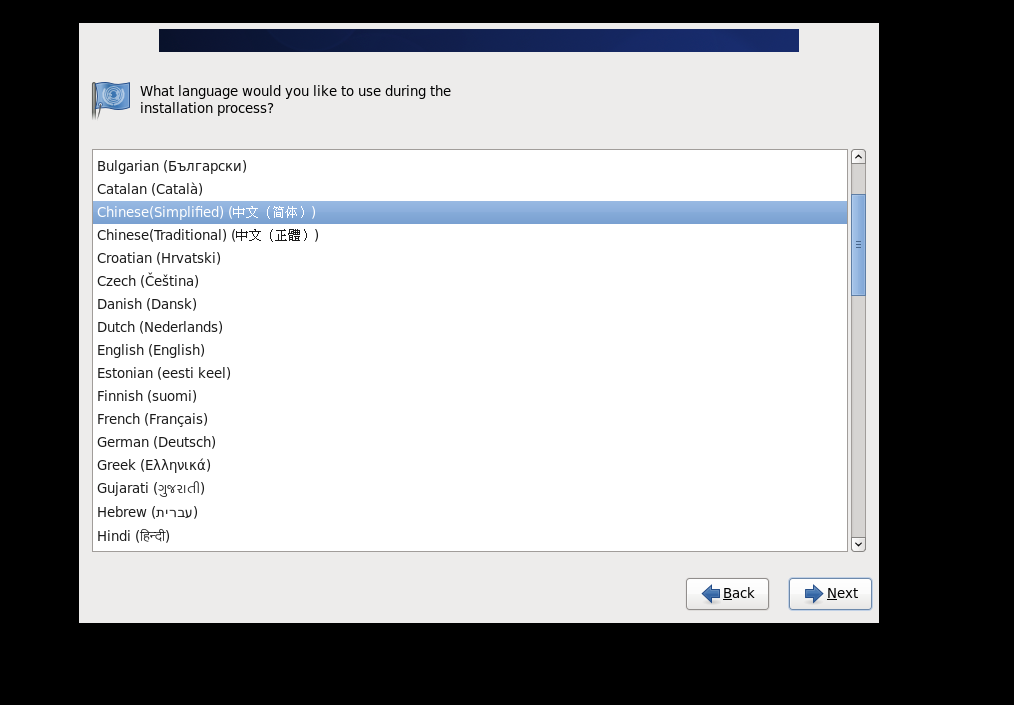 What language would you like to use during the
installation process?
Bulgarian (Български)
Catalan (Català)
Chinese(Simplified) (中文（简体）)
Chinese(Traditional) (中文（正體）)
Croatian (Hrvatski)
Czech (Čeština)
Danish (Dansk)
Dutch (Nederlands)
English (English)
Estonian (eesti keel)
Finnish (suomi)
French (Français)
German (Deutsch)
Greek (Ελληνικά)
Gujarati (ગુજરાતી)
Hebrew (עברית)
Hindi (हिन्दी)
Back
Next